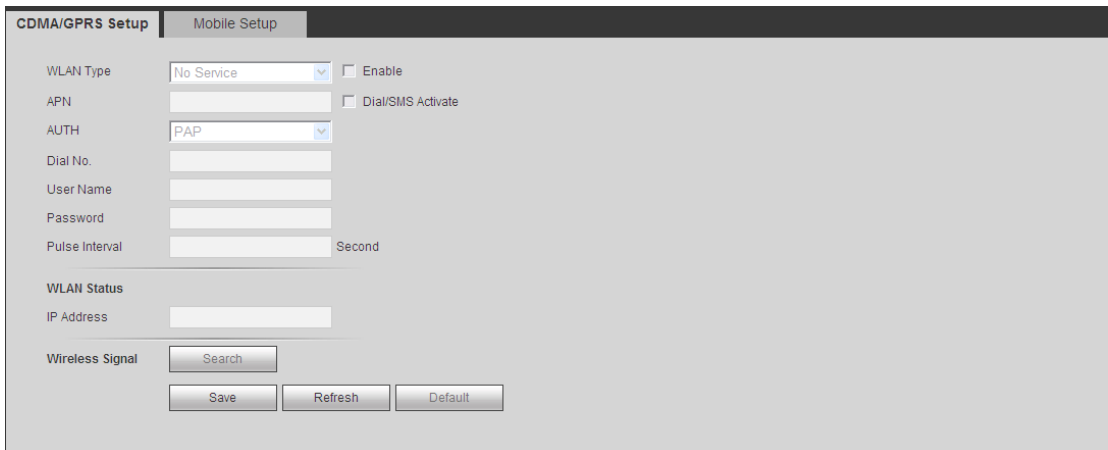 CDMA/GPRS Setup Mobile Setup
WLAN Type No Service Enable
APN Dial/SMS Activate
AUTH PAP
Dial No.
User Name
Password
Pulse Interval Second
WLAN Status
IP Address
Wireless Signal Search
Save Refresh Default